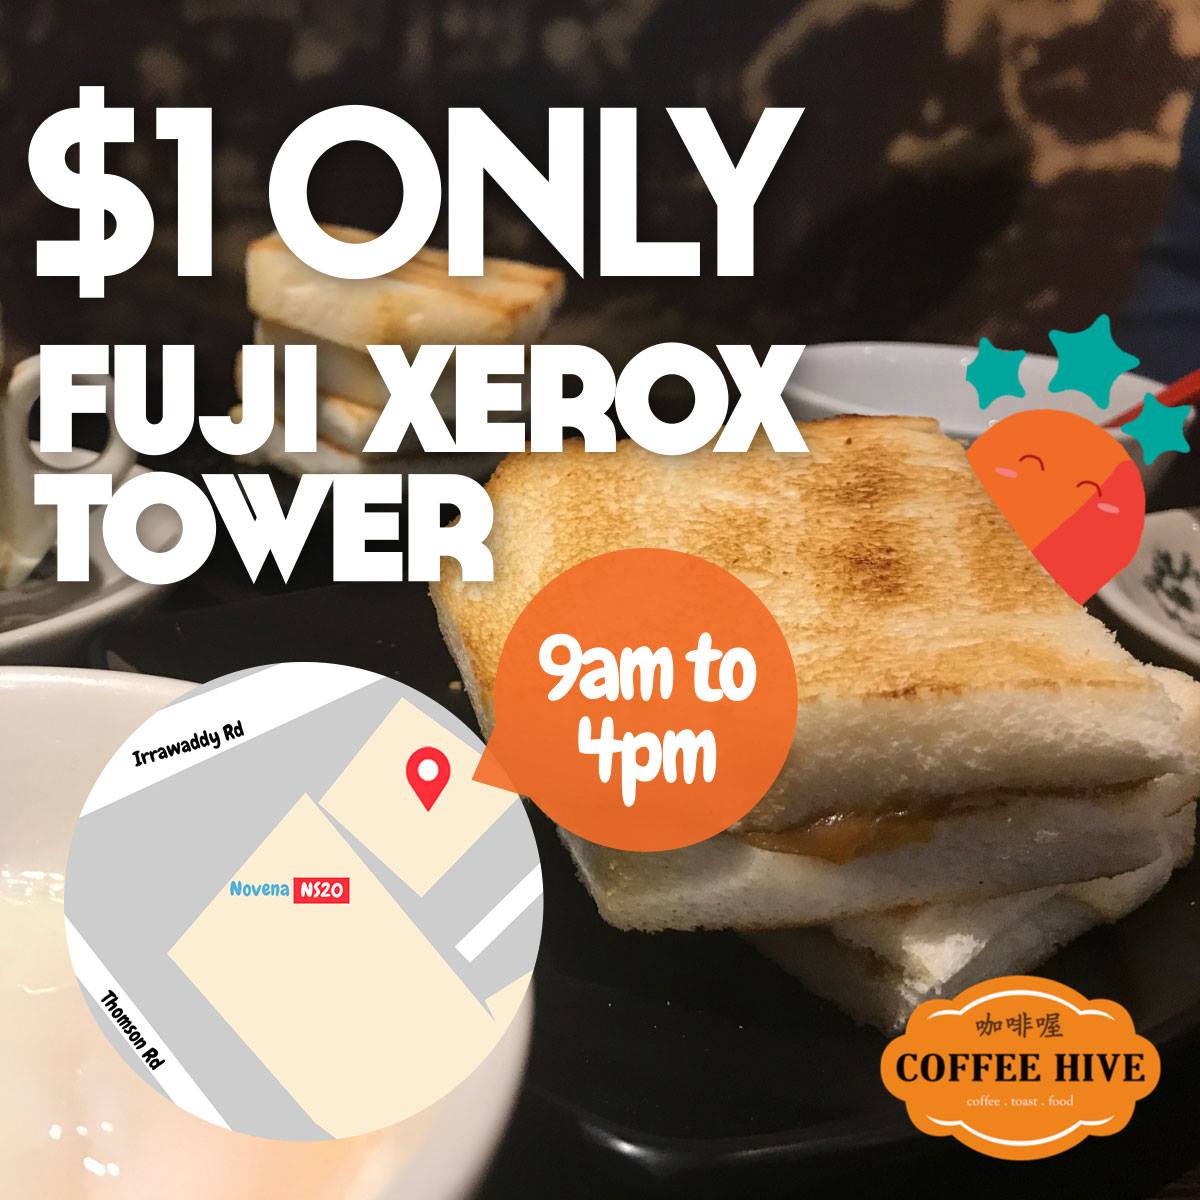 $1 ONLY
FUJI XEROX
TOWER
9am to
4pm
Irrawaddy Rd
Novena NS20
Thomson Rd
咖啡喔
COFFEE HIVE
coffee . toast . food